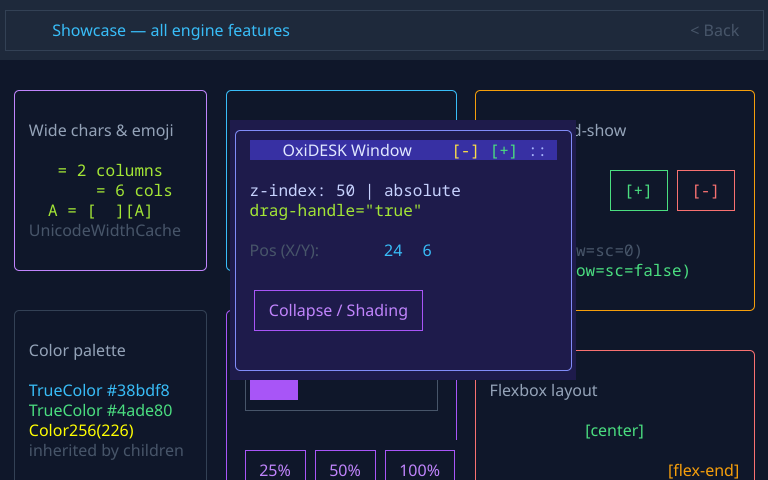 Showcase — all engine features
< Back
Wide chars & emoji
= 2 columns
= 6 cols
A = [ ][A]
UnicodeWidthCache
OxiDESK Window [-] [+] ::
z-index: 50 | absolute
drag-handle="true"
Pos (X/Y): 24 6
Collapse / Shading
d-show
[+] [-]
w=sc=0)
ow=sc=false)
Color palette
TrueColor #38bdf8
TrueColor #4ade80
Color256(226)
inherited by children
25% 50% 100%
Flexbox layout
[center]
[flex-end]